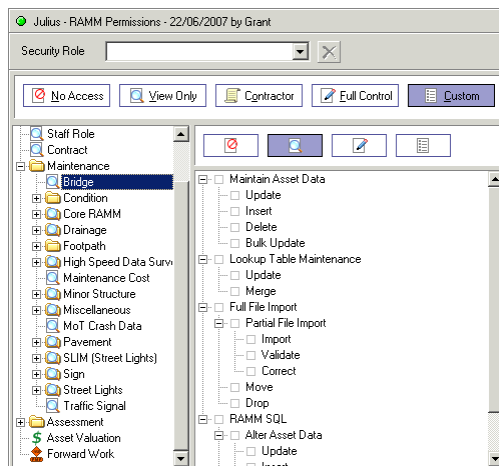 Julius - RAMM Permissions - 22/06/2007 by Grant
Security Role
No Access
View Only
Contractor
Full Control
Custom
Staff Role
Contract
Maintenance
Bridge
Condition
Core RAMM
Drainage
Footpath
High Speed Data Surv
Maintenance Cost
Minor Structure
Miscellaneous
MoT Crash Data
Pavement
SLIM (Street Lights)
Sign
Street Lights
Traffic Signal
Assessment
Asset Valuation
Forward Work
Maintain Asset Data
Update
Insert
Delete
Bulk Update
Lookup Table Maintenance
Update
Merge
Full File Import
Partial File Import
Import
Validate
Correct
Move
Drop
RAMM SQL
Alter Asset Data
Update